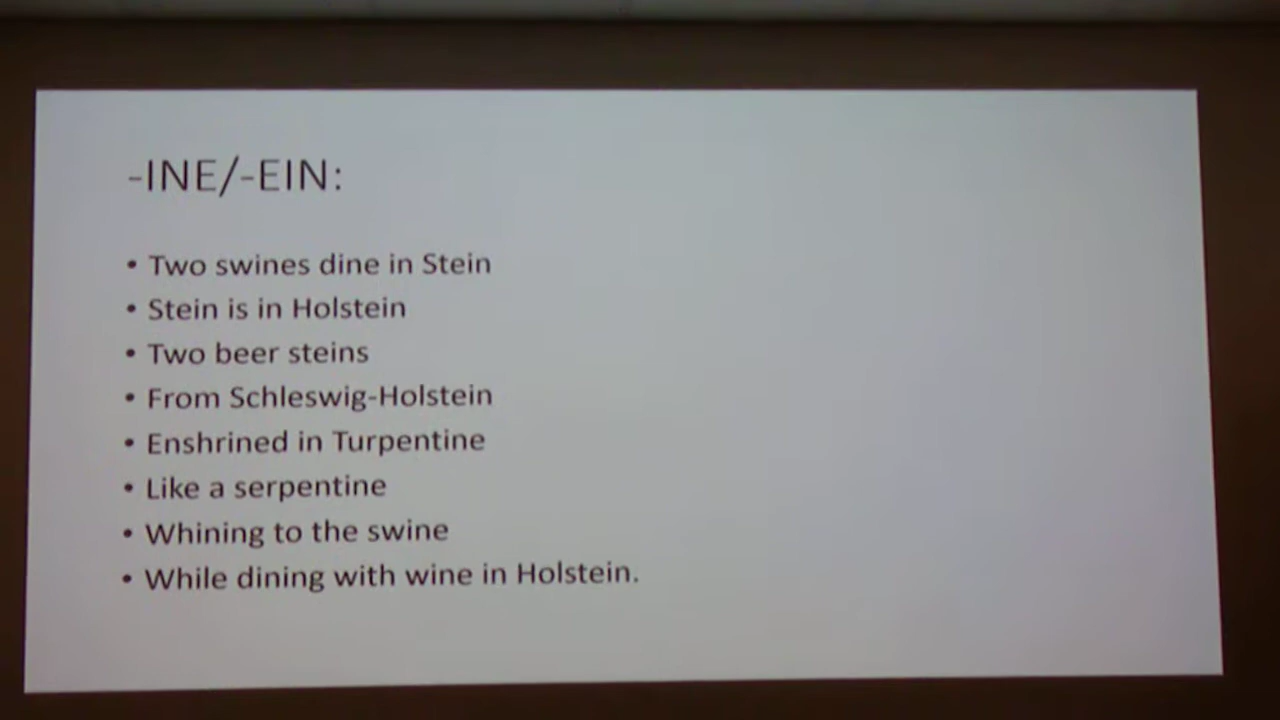 -INE/-EIN:
• Two swines dine in Stein
• Stein is in Holstein
• Two beer steins
• From Schleswig-Holstein
• Enshrined in Turpentine
• Like a serpentine
• Whining to the swine
• While dining with wine in Holstein.